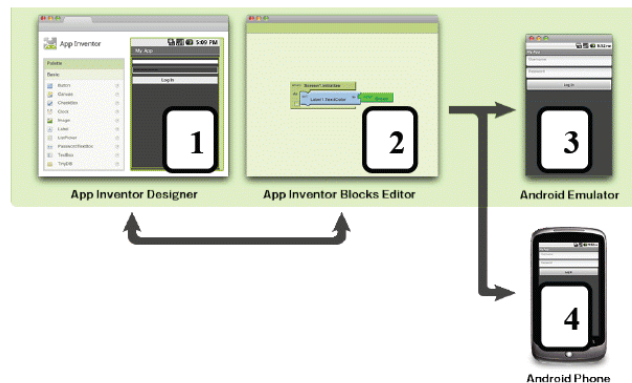 App Inventor
Palette
Basic
Button
Canvas
CheckBox
Clock
Image
Label
ListPicker
PasswordTextBox
TextBox
TinyDB
5:09 PM
My App
Login
1
App Inventor Designer
2
App Inventor Blocks Editor
3
Android Emulator
4
Android Phone